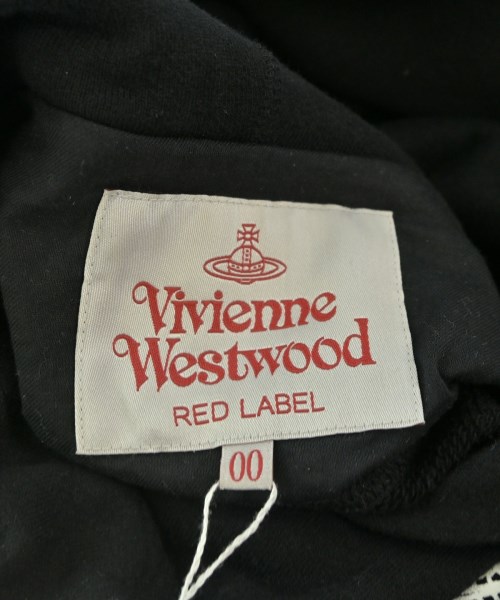 Vivienne
Westwood
RED LABEL
00